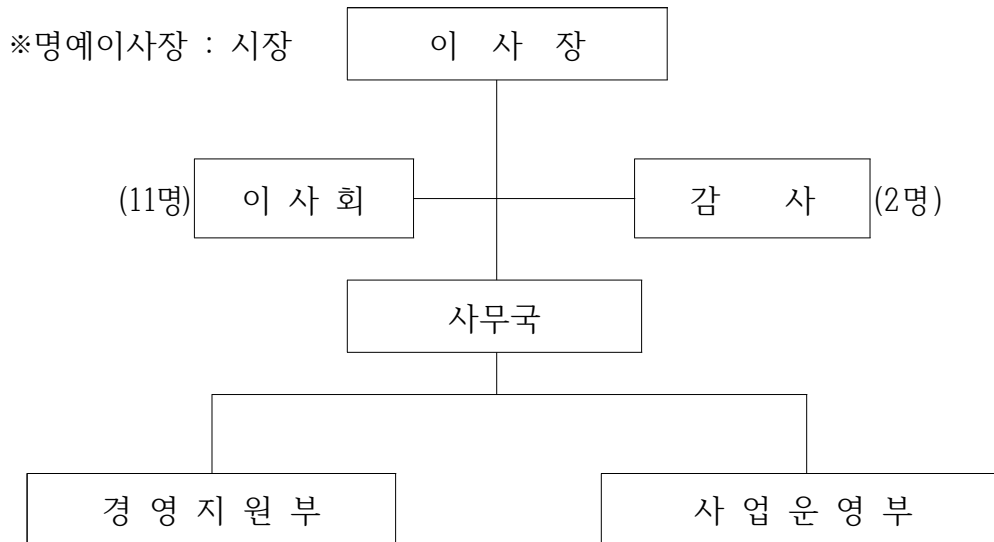 ※명예이사장 : 시장
이 사 장
(11명) 이 사 회
감 사 (2명)
사무국
경 영 지 원 부
사 업 운 영 부